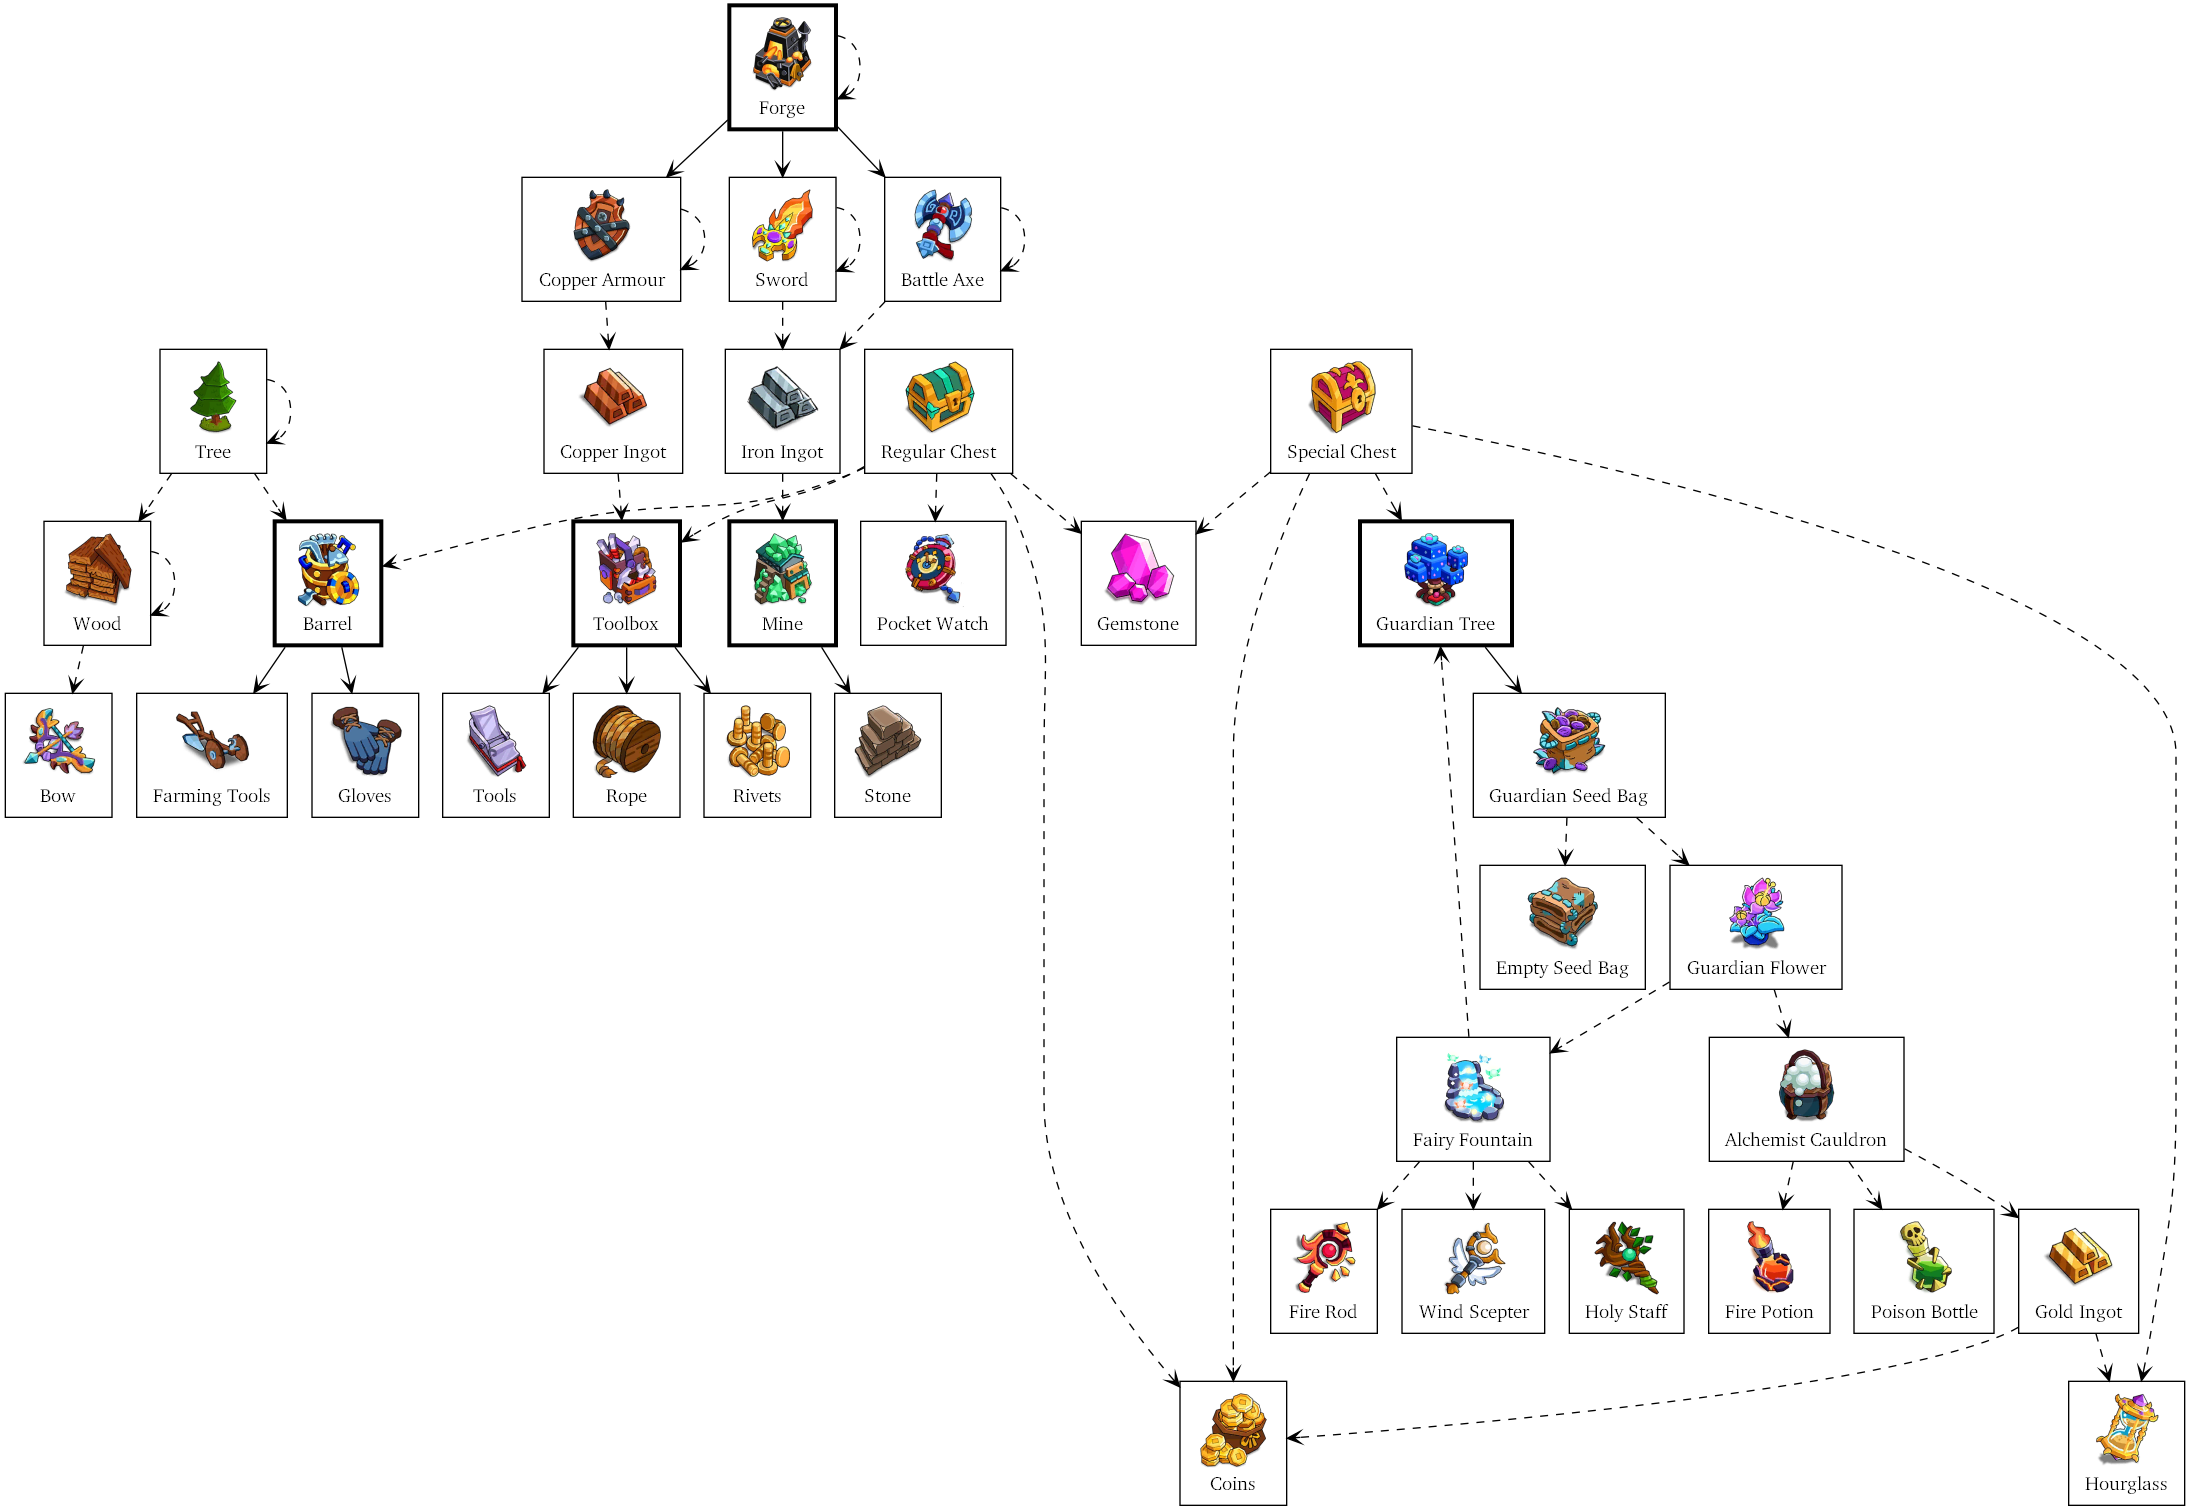 Forge
Copper Armour
Sword
Battle Axe
Tree
Copper Ingot
Iron Ingot
Regular Chest
Special Chest
Wood
Barrel
Toolbox
Mine
Pocket Watch
Gemstone
Guardian Tree
Bow
Farming Tools
Gloves
Tools
Rope
Rivets
Stone
Guardian Seed Bag
Empty Seed Bag
Guardian Flower
Fairy Fountain
Alchemist Cauldron
Fire Rod
Wind Scepter
Holy Staff
Fire Potion
Poison Bottle
Gold Ingot
Coins
Hourglass